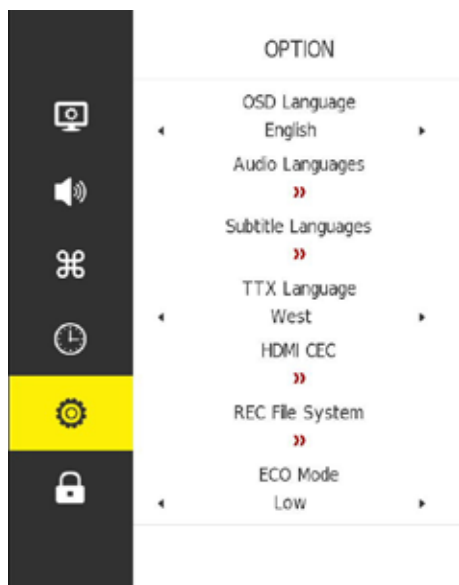 OPTION
OSD Language
English
Audio Languages
»
Subtitle Languages
»
TTX Language
West
HDMI CEC
»
REC File System
»
ECO Mode
Low